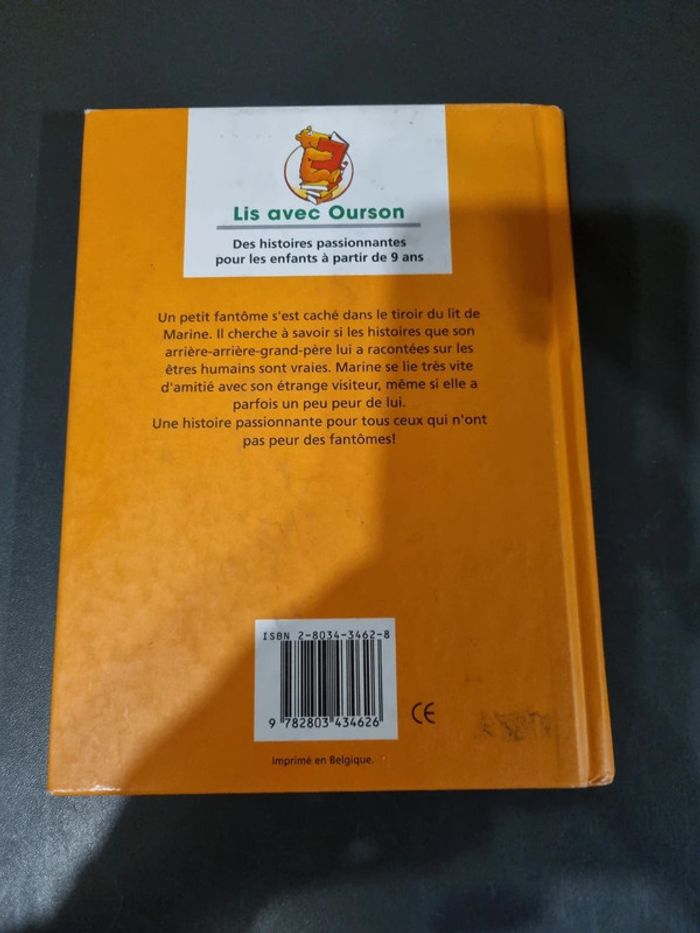 Lis avec Ourson
Des histoires passionnantes
pour les enfants à partir de 9 ans
Un petit fantôme s'est caché dans le tiroir du lit de
Marine. Il cherche à savoir si les histoires que son
arrière-arrière-grand-père lui a racontées sur les
êtres humains sont vraies. Marine se lie très vite
d'amitié avec son étrange visiteur, même si elle a
parfois un peu peur de lui.
Une histoire passionnante pour tous ceux qui n'ont
pas peur des fantômes!
ISBN 2-8034-3462-8
9 782803 434626
CE
Imprimé en Belgique.